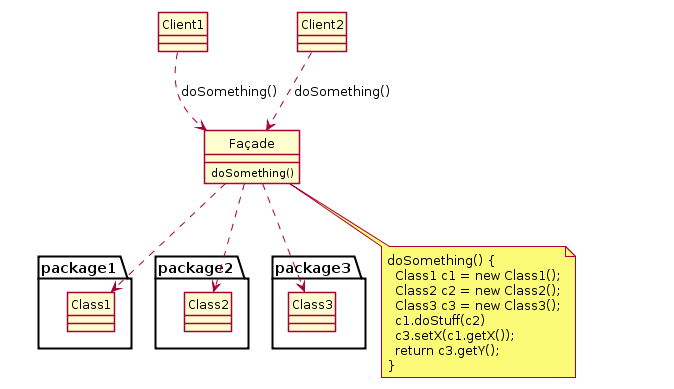 Client1
Client2
doSomething()
doSomething()
Façade
doSomething()
package1
package2
package3
Class1
Class2
Class3
doSomething() {
  Class1 c1 = new Class1();
  Class2 c2 = new Class2();
  Class3 c3 = new Class3();
  c1.doStuff(c2)
  c3.setX(c1.getX());
  return c3.getY();
}